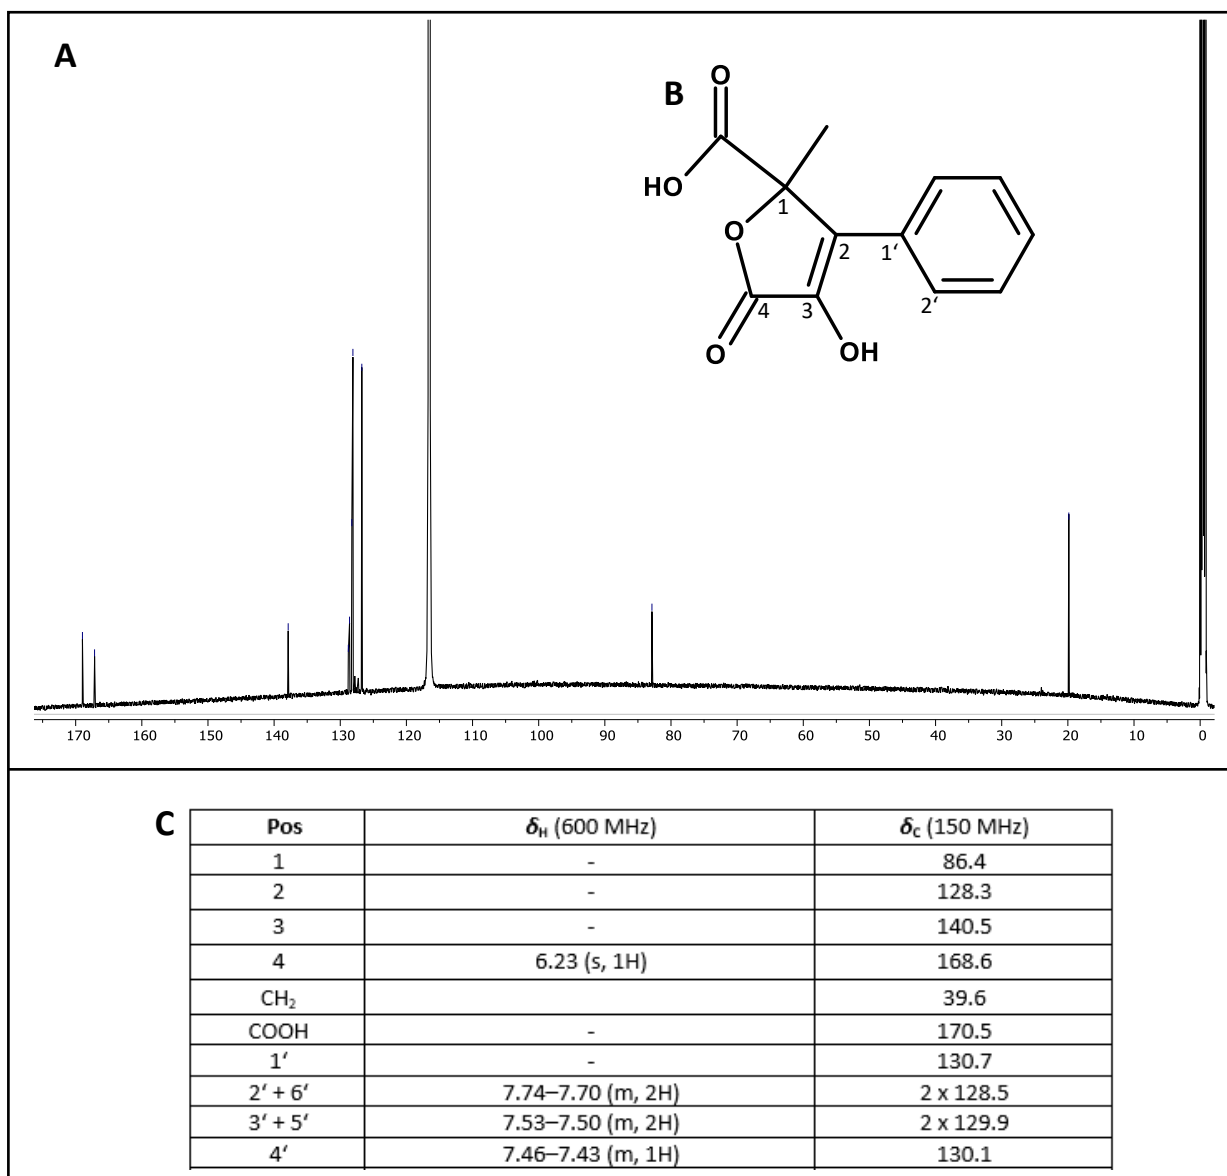 A
B
O
HO
1
O
2
1‘
4
3
2‘
O
OH
170 160 150 140 130 120 110 100 90 80 70 60 50 40 30 20 10 0
C
Pos δH (600 MHz) δC (150 MHz)
1 - 86.4
2 - 128.3
3 - 140.5
4 6.23 (s, 1H) 168.6
CH2 39.6
COOH - 170.5
1‘ - 130.7
2‘ + 6‘ 7.74–7.70 (m, 2H) 2 x 128.5
3‘ + 5‘ 7.53–7.50 (m, 2H) 2 x 129.9
4‘ 7.46–7.43 (m, 1H) 130.1